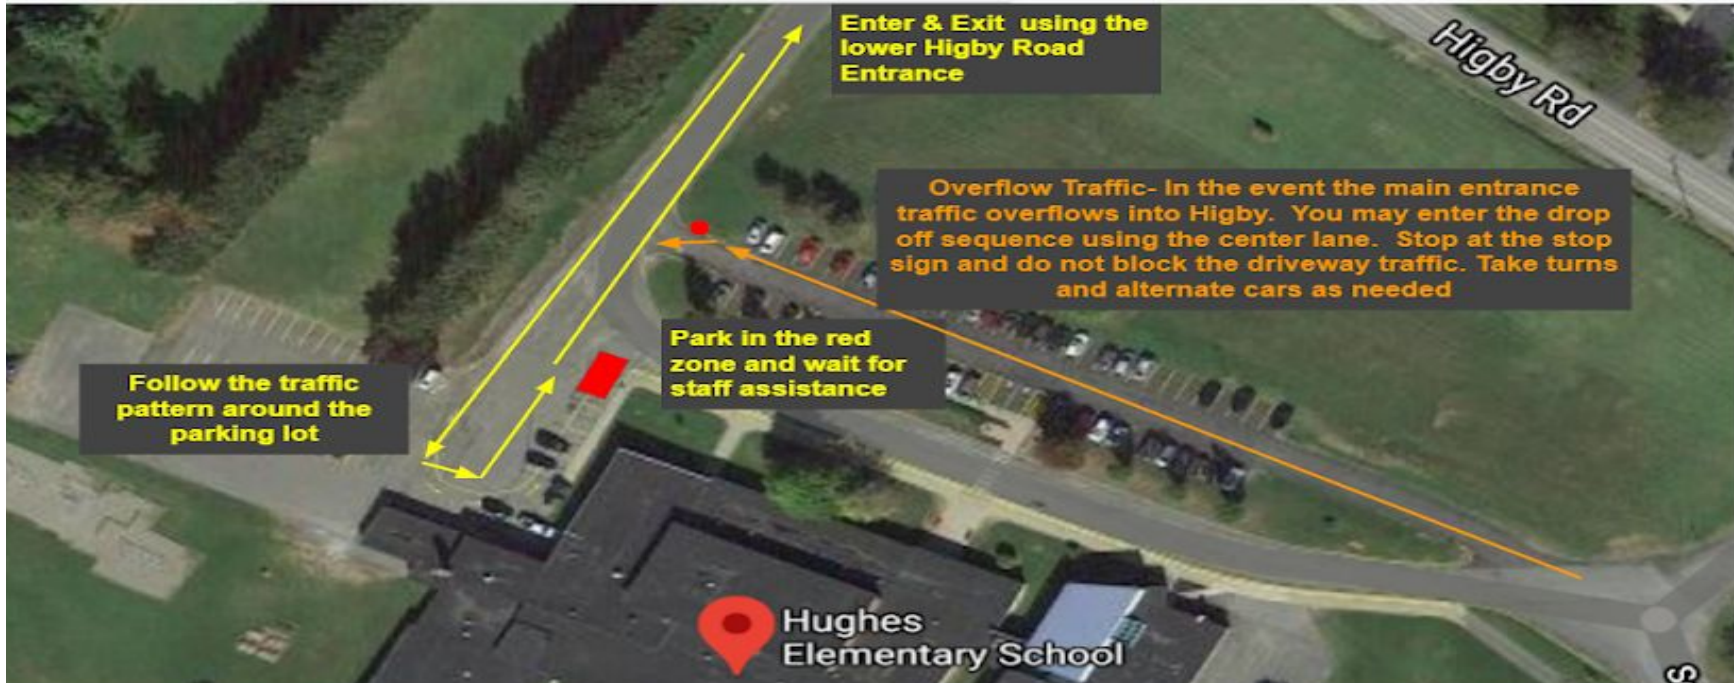 Enter & Exit using the
lower Higby Road
Entrance
Higby Rd
Overflow Traffic- In the event the main entrance
traffic overflows into Higby. You may enter the drop
off sequence using the center lane. Stop at the stop
sign and do not block the driveway traffic. Take turns
and alternate cars as needed
Park in the red
zone and wait for
staff assistance
Follow the traffic
pattern around the
parking lot
Hughes
Elementary School
S